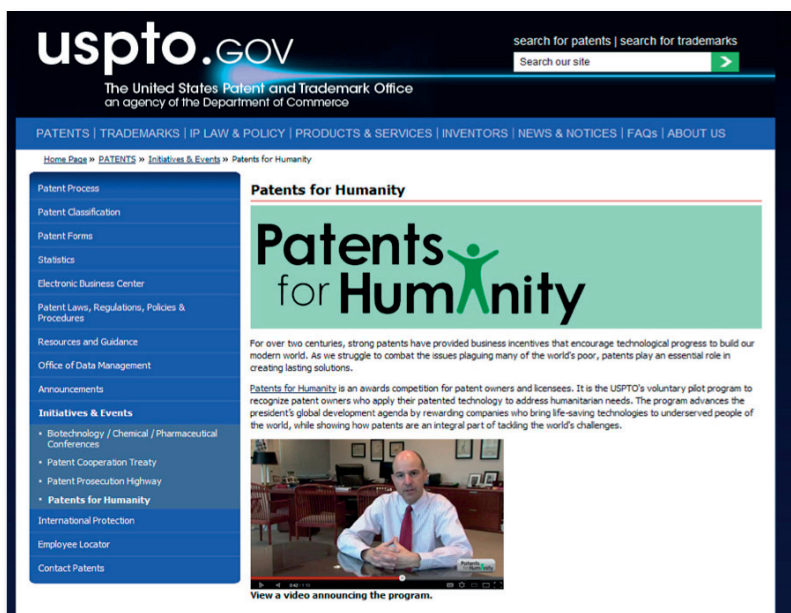 uspto.GOV
search for patents | search for trademarks
Search our site
The United States Patent and Trademark Office
an agency of the Department of Commerce
PATENTS | TRADEMARKS | IP LAW & POLICY | PRODUCTS & SERVICES | INVENTORS | NEWS & NOTICES | FAQs | ABOUT US
Home Page » PATENTS » Initiatives & Events » Patents for Humanity
Patent Process
Patent Classification
Patent Forms
Statistics
Electronic Business Center
Patent Laws, Regulations, Policies &
Procedures
Resources and Guidance
Office of Data Management
Announcements
Initiatives & Events
• Biotechnology / Chemical / Pharmaceutical
Conferences
• Patent Cooperation Treaty
• Patent Prosecution Highway
• Patents for Humanity
International Protection
Employee Locator
Contact Patents
Patents for Humanity
Patents
for Humanity
For over two centuries, strong patents have provided business incentives that encourage technological progress to build our
modern world. As we struggle to combat the issues plaguing many of the world's poor, patents play an essential role in
creating lasting solutions.
Patents for Humanity is an awards competition for patent owners and licensees. It is the USPTO's voluntary pilot program to
recognize patent owners who apply their patented technology to address humanitarian needs. The program advances the
president's global development agenda by rewarding companies who bring life-saving technologies to underserved people of
the world, while showing how patents are an integral part of tackling the world's challenges.
Patents
for Humanity
View a video announcing the program.